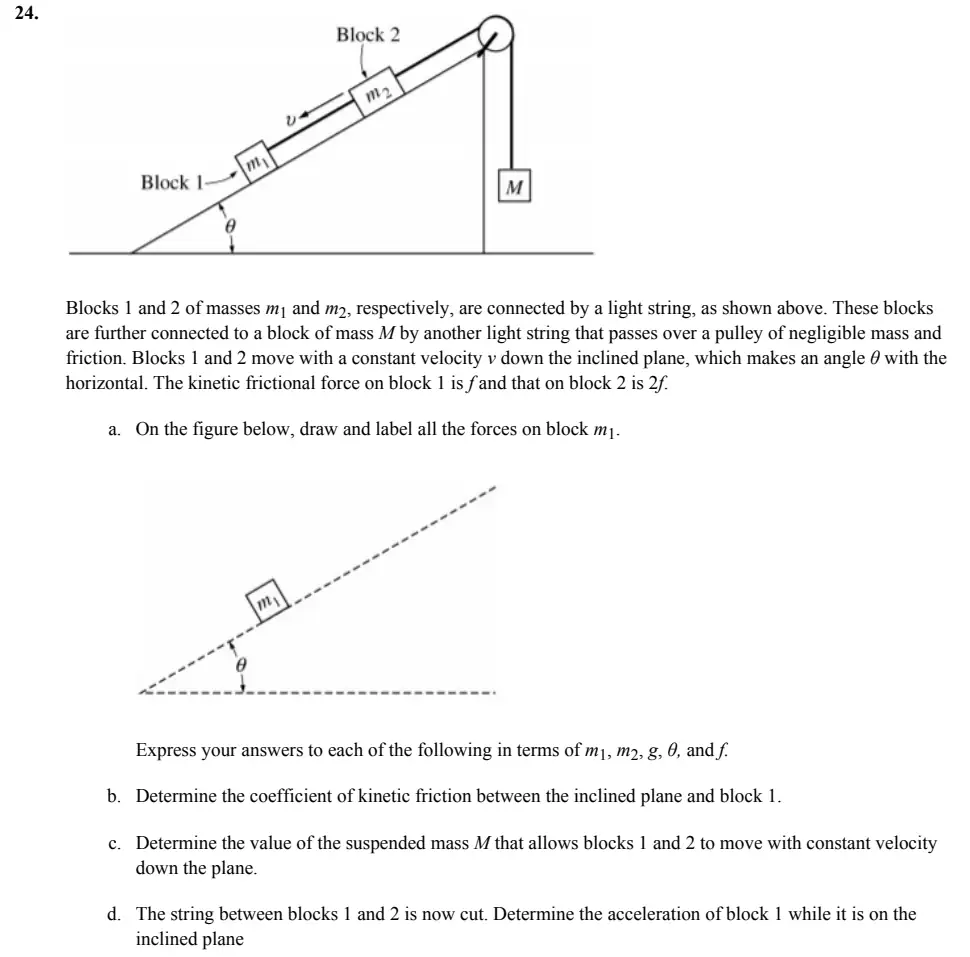 24.
Block 2
m2
v
m1
Block 1
M
θ
Blocks 1 and 2 of masses m1 and m2, respectively, are connected by a light string, as shown above. These blocks
are further connected to a block of mass M by another light string that passes over a pulley of negligible mass and
friction. Blocks 1 and 2 move with a constant velocity v down the inclined plane, which makes an angle θ with the
horizontal. The kinetic frictional force on block 1 is f and that on block 2 is 2f.
a. On the figure below, draw and label all the forces on block m1.
m1
θ
Express your answers to each of the following in terms of m1, m2, g, θ, and f.
b. Determine the coefficient of kinetic friction between the inclined plane and block 1.
c. Determine the value of the suspended mass M that allows blocks 1 and 2 to move with constant velocity
down the plane.
d. The string between blocks 1 and 2 is now cut. Determine the acceleration of block 1 while it is on the
inclined plane